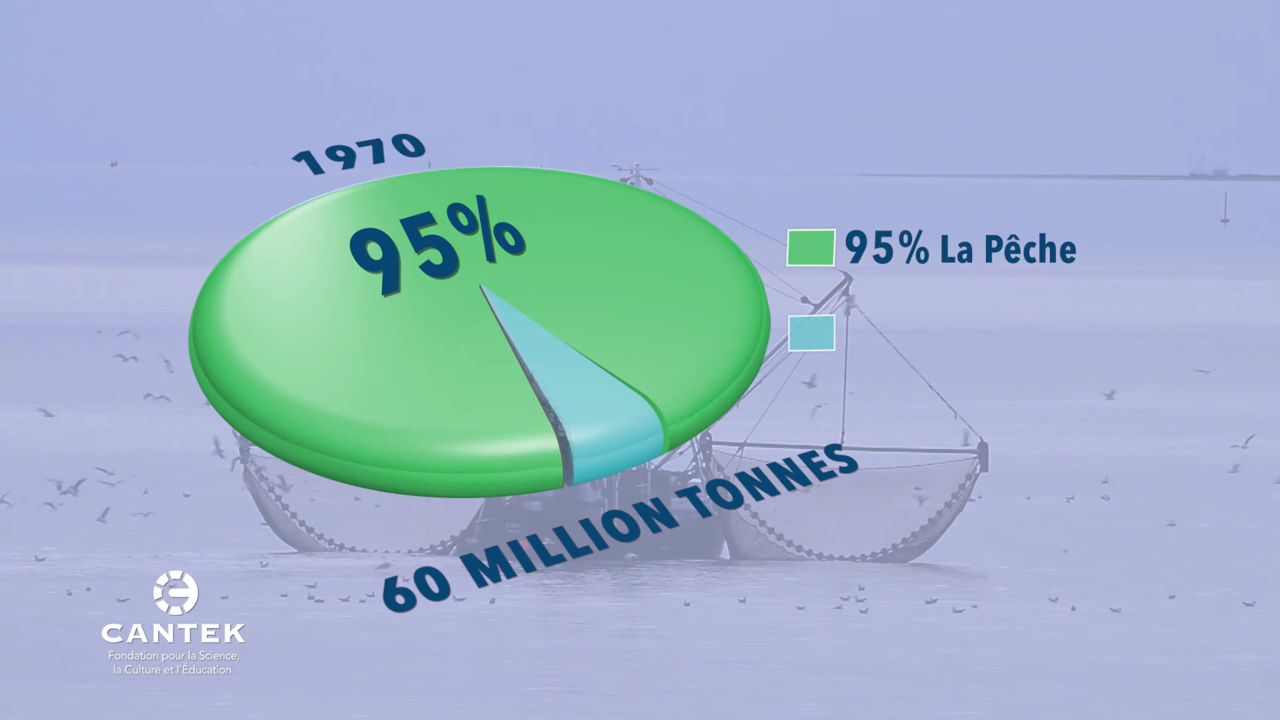 1970
95%
95% La Pêche
60 MILLION TONNES
CANTEK
Fondation pour la Science,
la Culture et l'Éducation